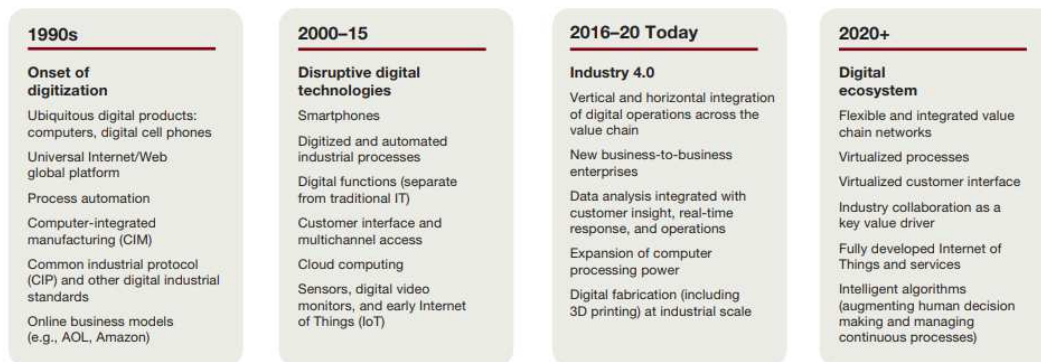 1990s
Onset of
digitization
Ubiquitous digital products:
computers, digital cell phones
Universal Internet/Web
global platform
Process automation
Computer-integrated
manufacturing (CIM)
Common industrial protocol
(CIP) and other digital industrial
standards
Online business models
(e.g., AOL, Amazon)
2000–15
Disruptive digital
technologies
Smartphones
Digitized and automated
industrial processes
Digital functions (separate
from traditional IT)
Customer interface and
multichannel access
Cloud computing
Sensors, digital video
monitors, and early Internet
of Things (IoT)
2016–20 Today
Industry 4.0
Vertical and horizontal integration
of digital operations across the
value chain
New business-to-business
enterprises
Data analysis integrated with
customer insight, real-time
response, and operations
Expansion of computer
processing power
Digital fabrication (including
3D printing) at industrial scale
2020+
Digital
ecosystem
Flexible and integrated value
chain networks
Virtualized processes
Virtualized customer interface
Industry collaboration as a
key value driver
Fully developed Internet of
Things and services
Intelligent algorithms
(augmenting human decision
making and managing
continuous processes)